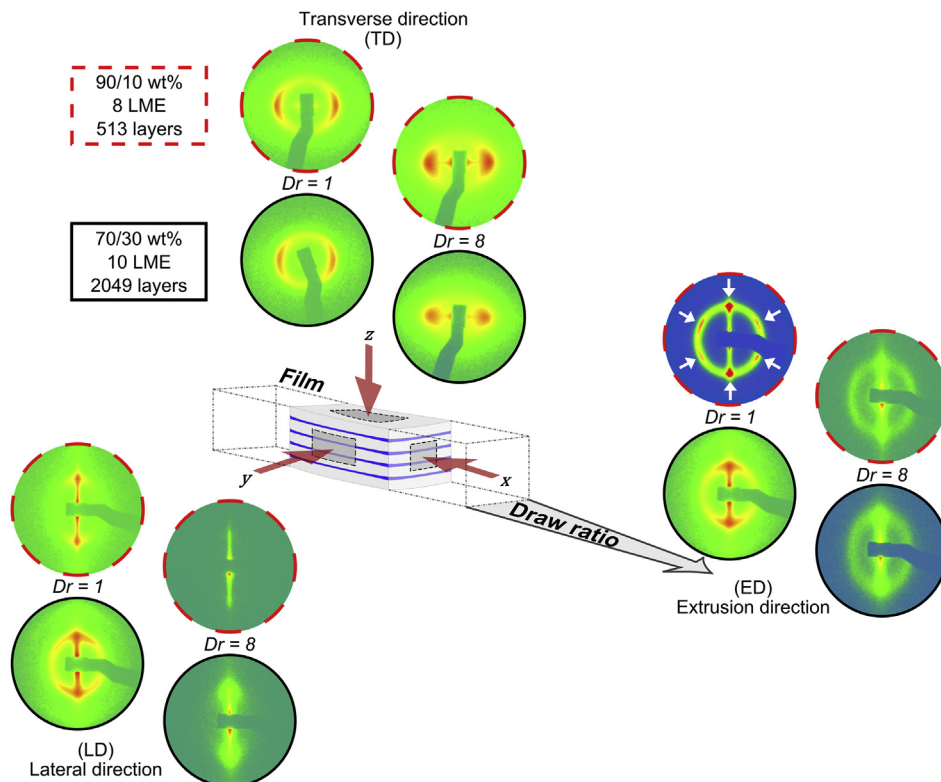 Transverse direction
(TD)
90/10 wt%
8 LME
513 layers
Dr = 1
70/30 wt%
10 LME
2049 layers
Dr = 8
z
Film
y
x
Draw ratio
Dr = 1
Dr = 8
(ED)
Extrusion direction
Dr = 1
Dr = 8
(LD)
Lateral direction